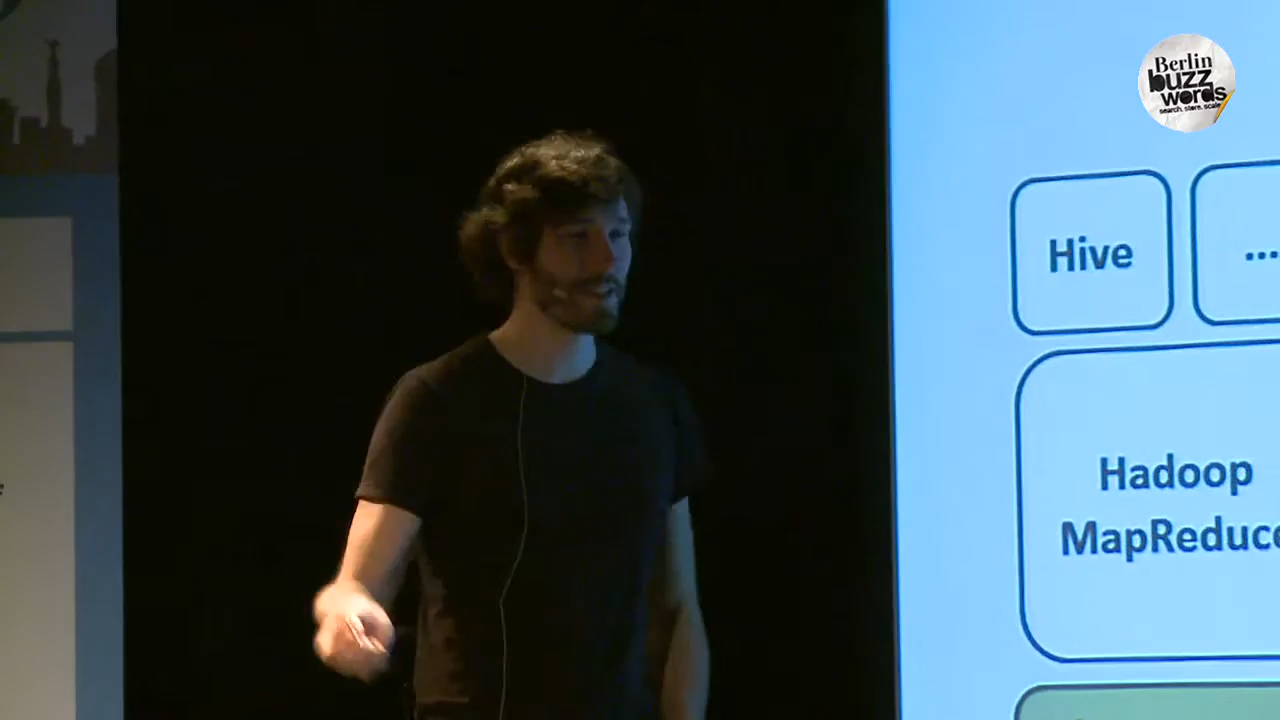 Berlin
buzz
words
search. store. scale
Hive
...
Hadoop
MapReduce